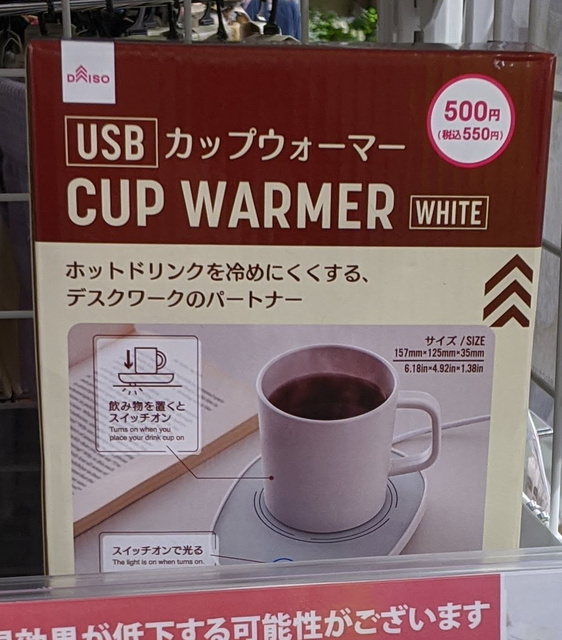 DAISO
500円
(税込550円)
USB カップウォーマー
CUP WARMER WHITE
ホットドリンクを冷めにくくする、
デスクワークのパートナー
サイズ/SIZE
157mm×125mm×35mm
6.18in×4.92in×1.38in
飲み物を置くと
スイッチオン
Turns on when you
place your drink cup on
スイッチオンで光る
The light is on when turns on.
効果が低下する可能性がございます